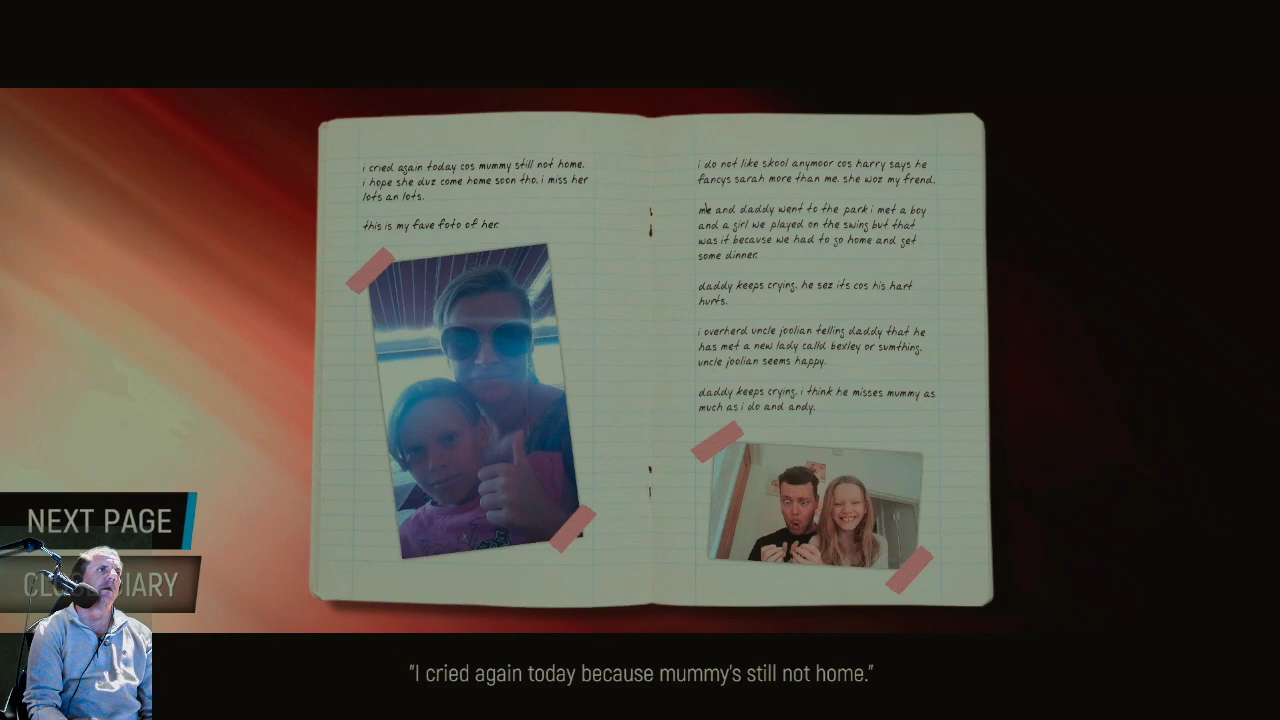 i cried again today cos mummy still not home.
i hope she duz come home soon tho. i miss her
lots an lots.
this is my fave foto of her.
i do not like skool anymoor cos harry says he
fancys sarah more than me. she woz my frend.
me and daddy went to the park i met a boy
and a girl we played on the swing but that
was it because we had to go home and get
some dinner.
daddy keeps crying. he sez its cos his hart
hurts.
i overherd uncle joolian telling daddy that he
has met a new lady calld bexley or sumthing.
uncle joolian seems happy.
daddy keeps crying. i think he misses mummy as
much as i do and andy.
NEXT PAGE
CLOSE DIARY
"I cried again today because mummy's still not home."